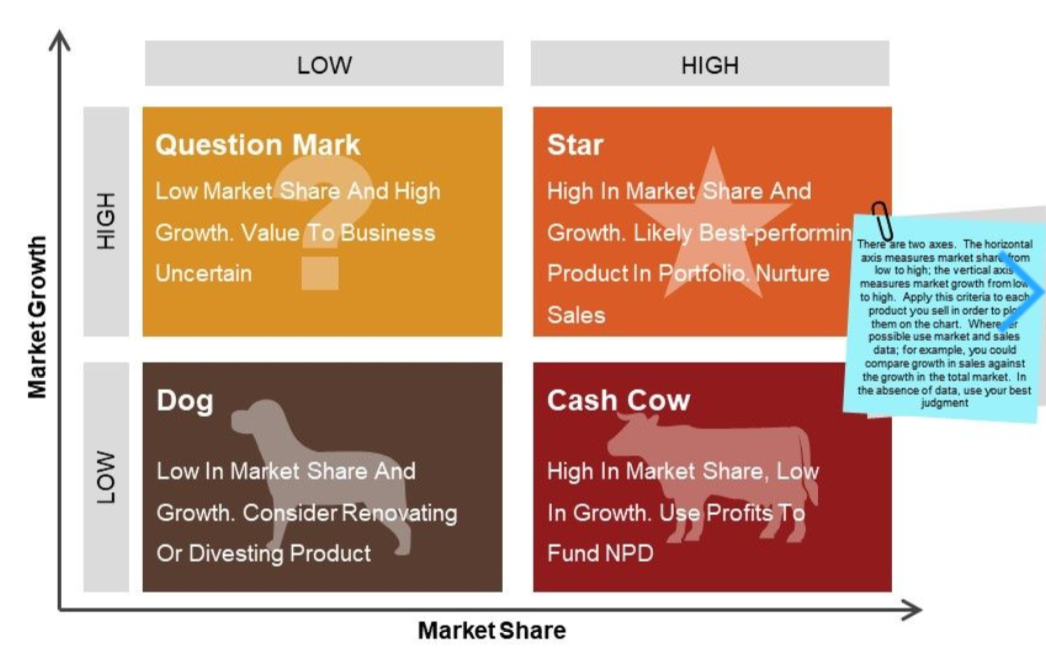 LOW
HIGH
HIGH
Question Mark
Low Market Share And High
Growth. Value To Business
Uncertain
Star
High In Market Share And
Growth. Likely Best-performin
Product In Portfolio. Nurture
Sales
There are two axes. The horizontal
axis measures market share from
low to high; the vertical axis
measures market growth from low
to high. Apply this criteria to each
product you sell in order to plot
them on the chart. Wherever
possible use market and sales
data; for example, you could
compare growth in sales against
the growth in the total market. In
the absence of data, use your best
judgment
LOW
Dog
Low In Market Share And
Growth. Consider Renovating
Or Divesting Product
Cash Cow
High In Market Share, Low
In Growth. Use Profits To
Fund NPD
Market Growth
Market Share
?